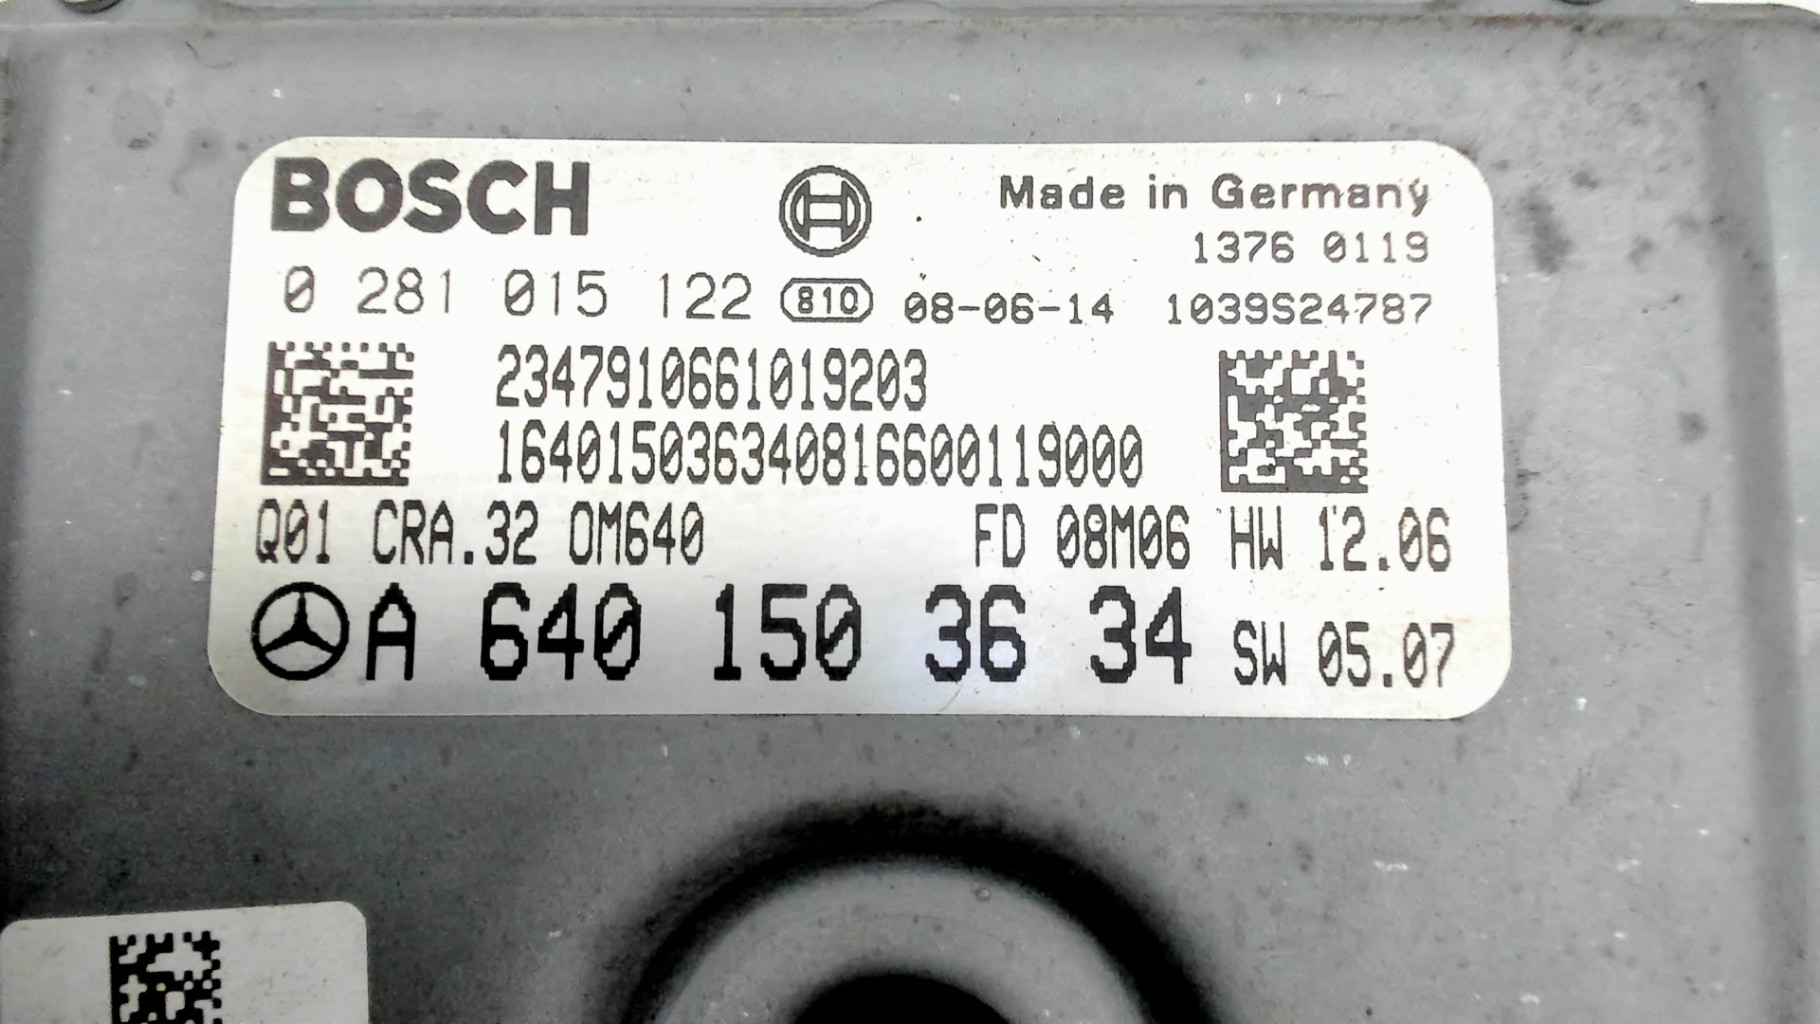 BOSCH
Made in Germany
1376 0119
0 281 015 122 810 08-06-14 1039S24787
2347910661019203
164015036340816600119000
Q01 CRA.32 OM640 FD 08M06 HW 12.06
A 640 150 36 34 SW 05.07